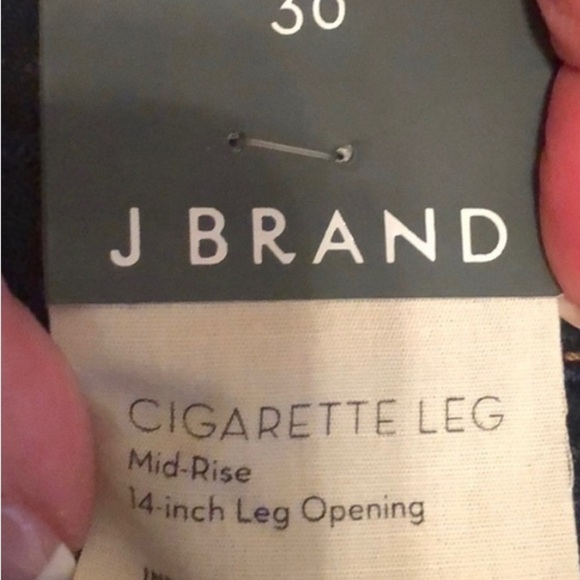 30
J BRAND
CIGARETTE LEG
Mid-Rise
14-inch Leg Opening